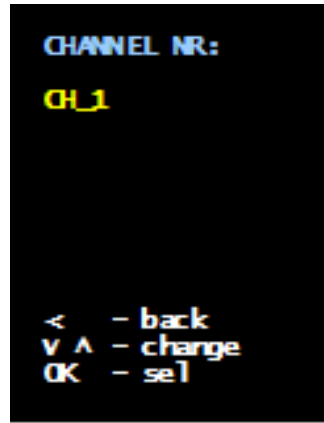 CHANNEL NR:
CH_1
< - back
v ʌ - change
OK - sel